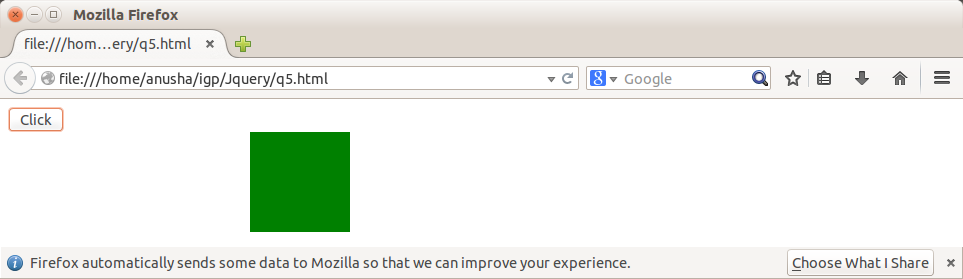 Mozilla Firefox
file:///hom...ery/q5.html
file:///home/anusha/igp/Jquery/q5.html
Google
Click
Firefox automatically sends some data to Mozilla so that we can improve your experience.
Choose What I Share